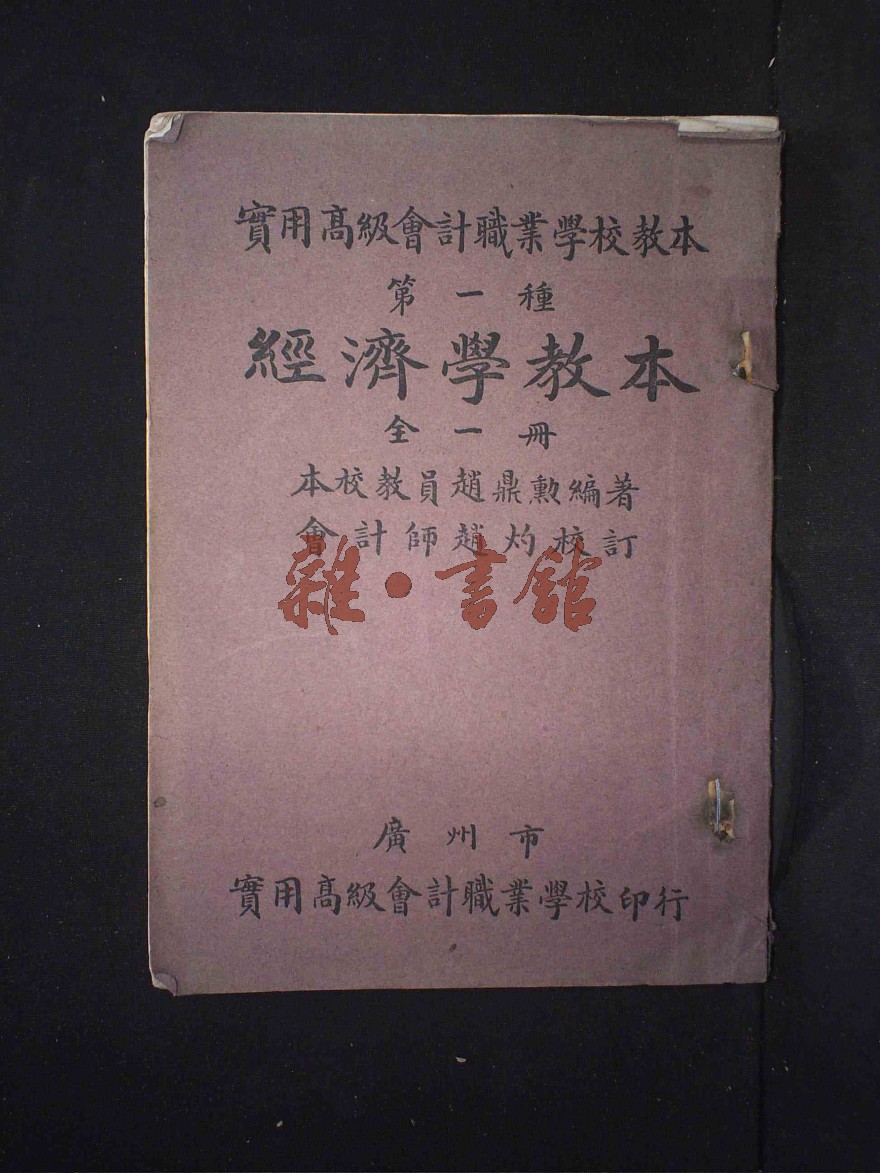 實用高級會計職業學校教本
第一種
經濟學教本
全一冊
本校教員趙鼎勲編著
會計師趙灼校訂
雜·書館
廣州市
實用高級會計職業學校印行